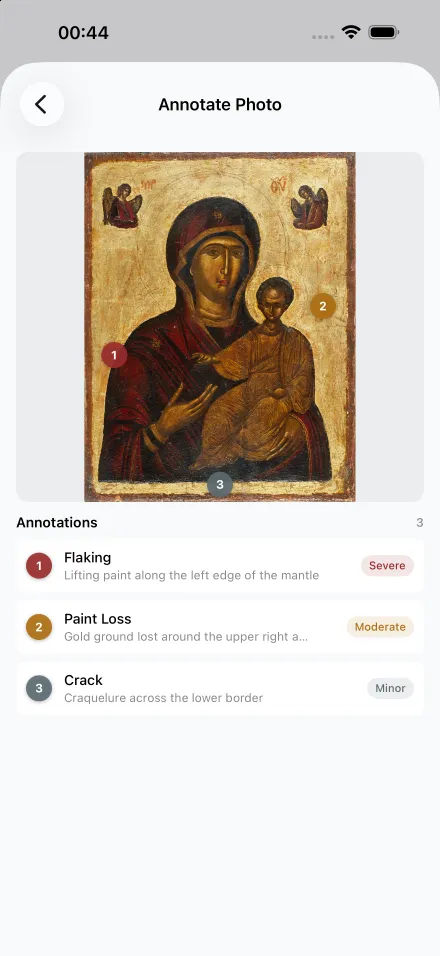 00:44
Annotate Photo
1
2
3
Annotations
3
1
Flaking
Severe
Lifting paint along the left edge of the mantle
2
Paint Loss
Moderate
Gold ground lost around the upper right a...
3
Crack
Minor
Craquelure across the lower border